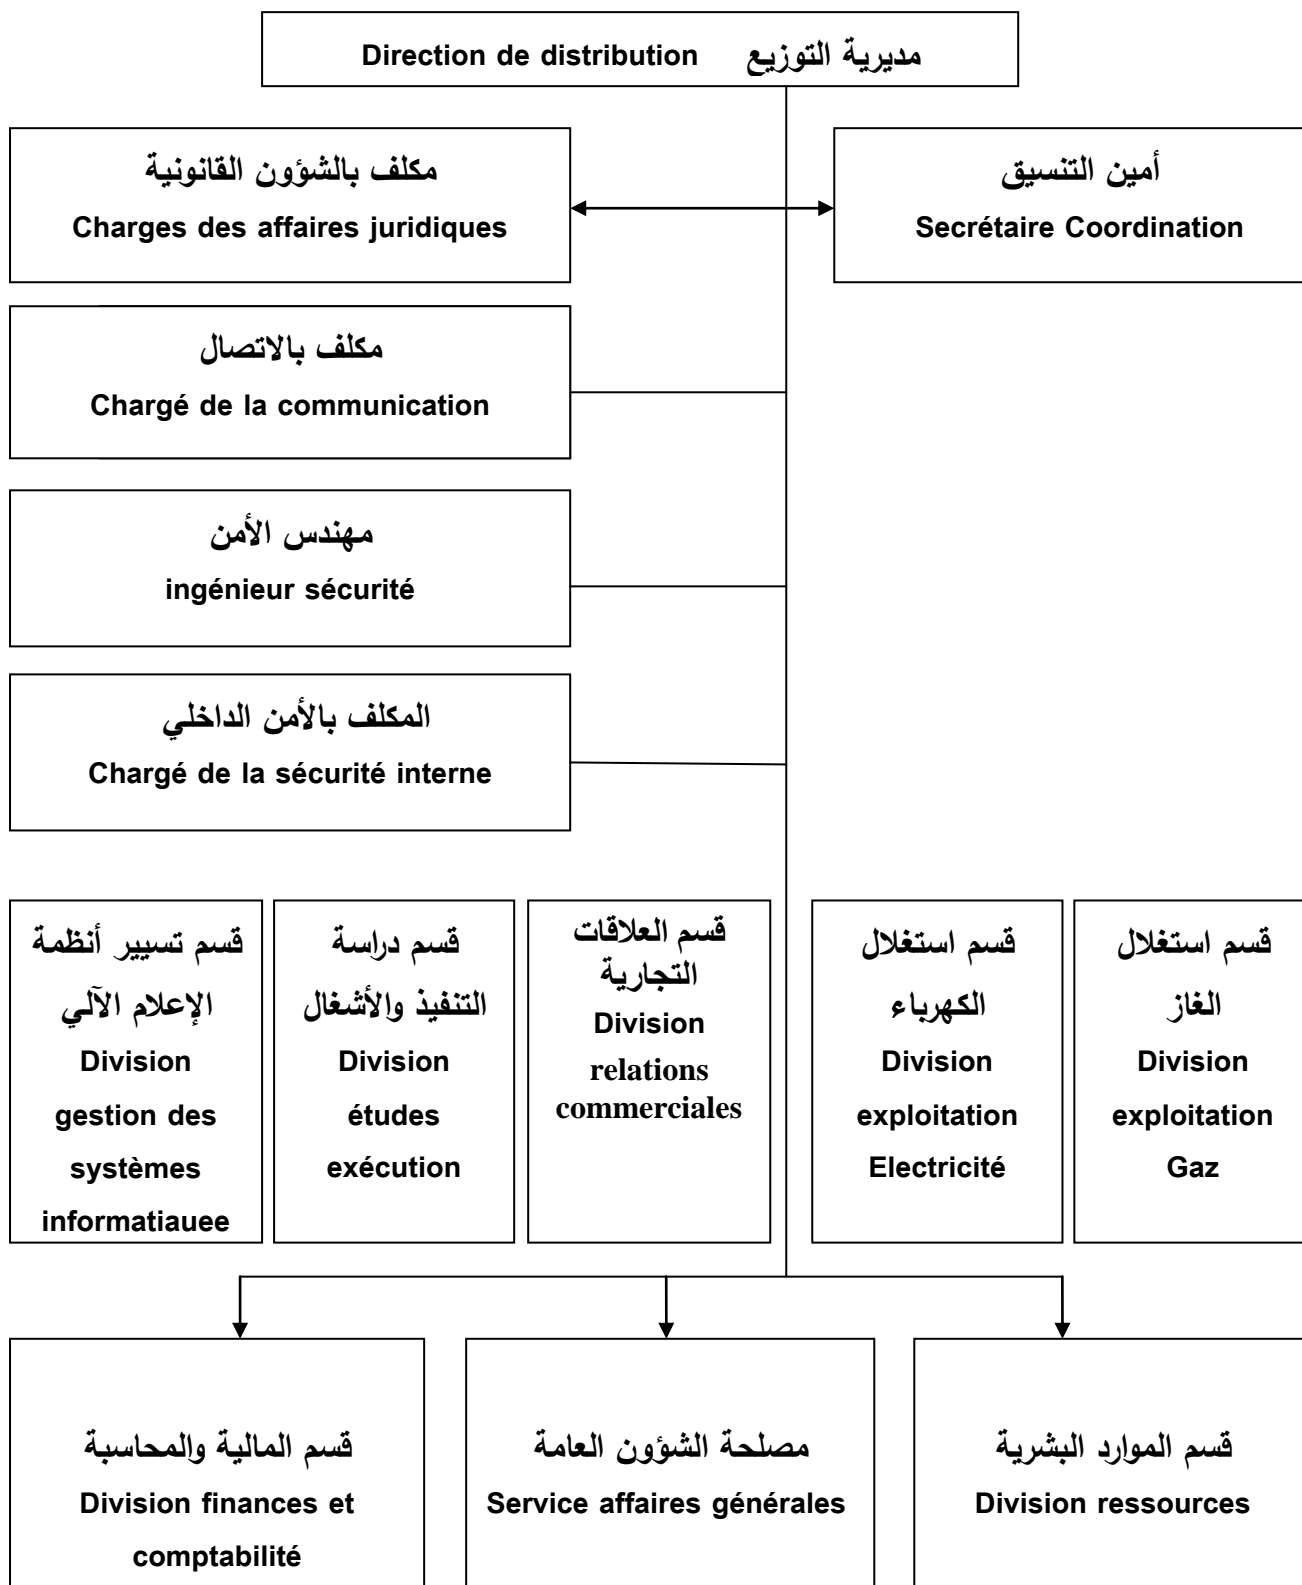 Direction de distribution مديرية التوزيع
مكلف بالشؤون القانونية
Charges des affaires juridiques
أمين التنسيق
Secrétaire Coordination
مكلف بالاتصال
Chargé de la communication
مهندس الأمن
ingénieur sécurité
المكلف بالأمن الداخلي
Chargé de la sécurité interne
قسم تسيير أنظمة
الإعلام الآلي
Division
gestion des
systèmes
informatiauee
قسم دراسة
التنفيذ والأشغال
Division
études
exécution
قسم العلاقات
التجارية
Division
relations
commerciales
قسم استغلال
الكهرباء
Division
exploitation
Electricité
قسم استغلال
الغاز
Division
exploitation
Gaz
قسم المالية والمحاسبة
Division finances et
comptabilité
مصلحة الشؤون العامة
Service affaires générales
قسم الموارد البشرية
Division ressources